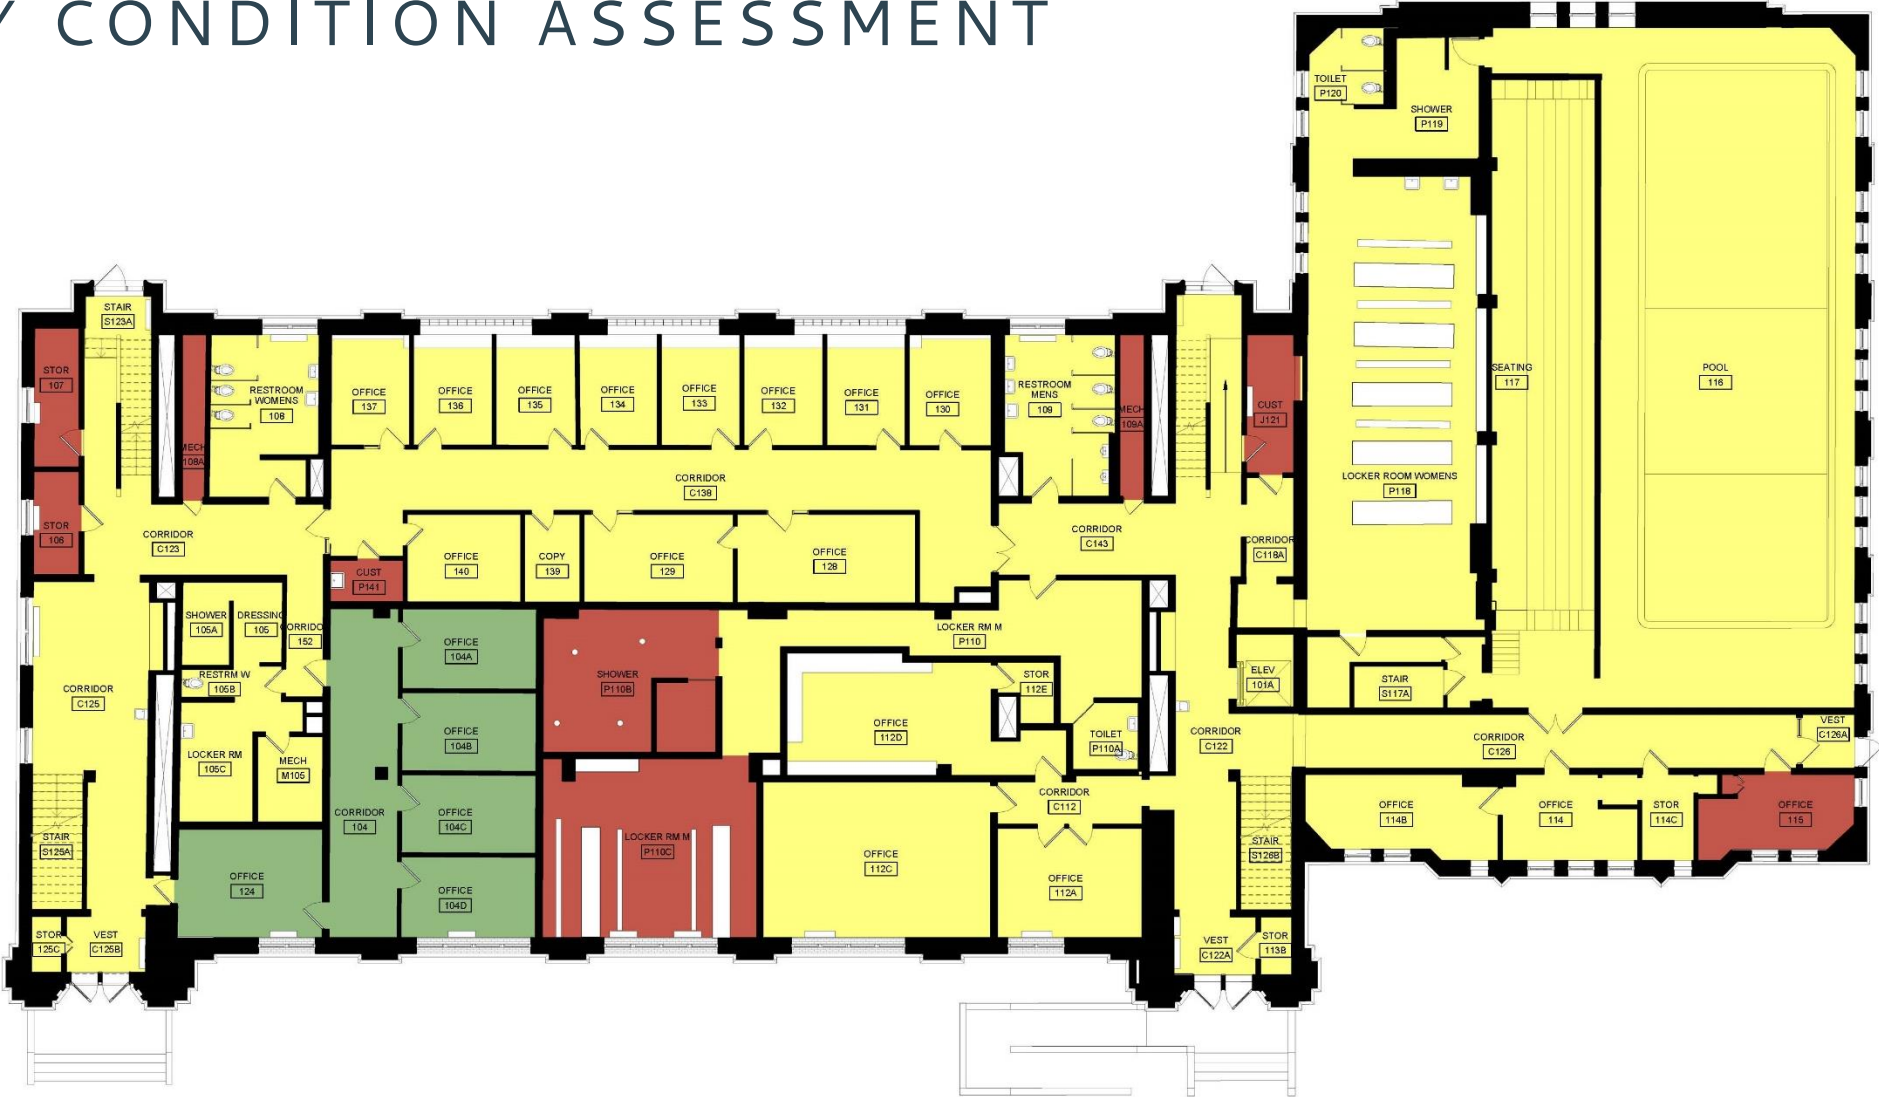 Y CONDITION ASSESSMENT
TOILET
P120
SHOWER
P119
STAIR
S123A
STOR
107
MECH
108A
RESTROOM
WOMENS
108
OFFICE
137
OFFICE
136
OFFICE
135
OFFICE
134
OFFICE
133
OFFICE
132
OFFICE
131
OFFICE
130
RESTROOM
MENS
109
MECH
109A
CUST
J121
SEATING
117
POOL
116
LOCKER ROOM WOMENS
P118
CORRIDOR
C138
STOR
106
CORRIDOR
C123
CUST
P141
OFFICE
140
COPY
139
OFFICE
129
OFFICE
128
CORRIDOR
C143
CORRIDOR
C118A
SHOWER
105A
DRESSING
105
CORRIDO
152
RESTRM W
105B
CORRIDOR
C125
LOCKER RM
105C
MECH
M105
OFFICE
104A
OFFICE
104B
OFFICE
104C
OFFICE
104D
CORRIDOR
104
SHOWER
P110B
LOCKER RM M
P110
STOR
112E
OFFICE
112D
TOILET
P110A
ELEV
101A
STAIR
S117A
CORRIDOR
C122
CORRIDOR
C126
VEST
C126A
STAIR
S125A
OFFICE
124
LOCKER RM M
P110C
OFFICE
112C
CORRIDOR
C112
OFFICE
112A
STAIR
S126B
OFFICE
114B
OFFICE
114
STOR
114C
OFFICE
115
STOR
125C
VEST
C125B
VEST
C122A
STOR
113B